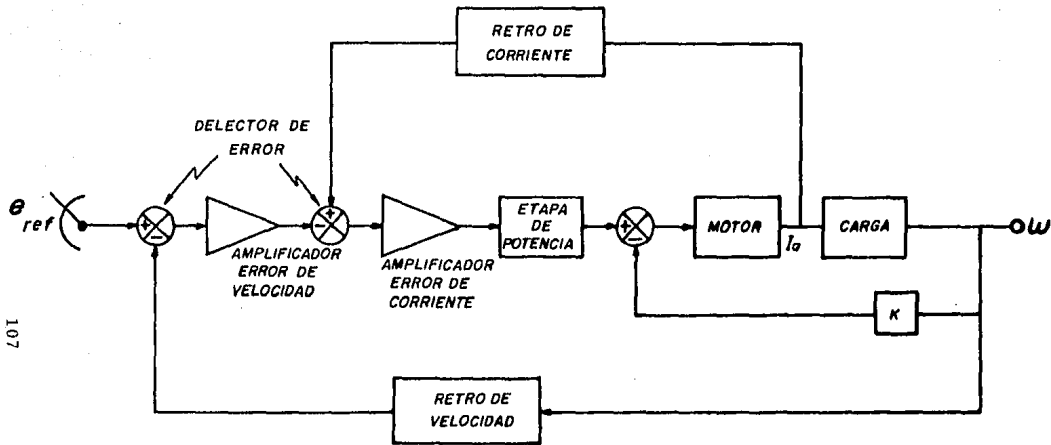 RETRO DE
CORRIENTE
DELECTOR DE
ERROR
e
ref
+
−
+
−
+
−
AMPLIFICADOR
ERROR DE
VELOCIDAD
AMPLIFICADOR
ERROR DE
CORRIENTE
ETAPA
DE
POTENCIA
MOTOR
Ia
CARGA
ω
K
RETRO DE
VELOCIDAD
107